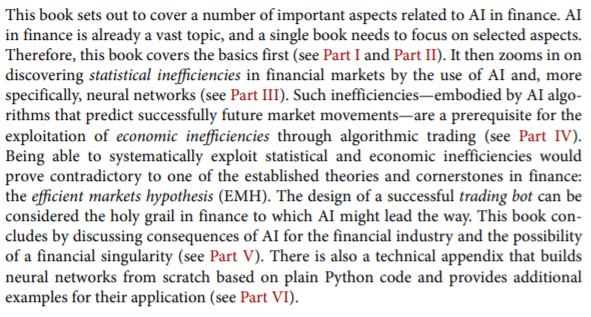 This book sets out to cover a number of important aspects related to AI in finance. AI
in finance is already a vast topic, and a single book needs to focus on selected aspects.
Therefore, this book covers the basics first (see Part I and Part II). It then zooms in on
discovering statistical inefficiencies in financial markets by the use of AI and, more
specifically, neural networks (see Part III). Such inefficiencies—embodied by AI algo-
rithms that predict successfully future market movements—are a prerequisite for the
exploitation of economic inefficiencies through algorithmic trading (see Part IV).
Being able to systematically exploit statistical and economic inefficiencies would
prove contradictory to one of the established theories and cornerstones in finance:
the efficient markets hypothesis (EMH). The design of a successful trading bot can be
considered the holy grail in finance to which AI might lead the way. This book con-
cludes by discussing consequences of AI for the financial industry and the possibility
of a financial singularity (see Part V). There is also a technical appendix that builds
neural networks from scratch based on plain Python code and provides additional
examples for their application (see Part VI).